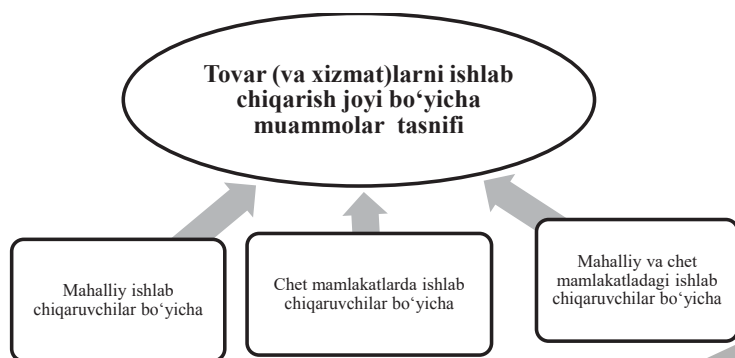 Tovar (va xizmat)larni ishlab
chiqarish joyi bo‘yicha
muammolar tasnifi
Mahalliy ishlab
chiqaruvchilar bo‘yicha
Chet mamlakatlarda ishlab
chiqaruvchilar bo‘yicha
Mahalliy va chet
mamlakatladagi ishlab
chiqaruvchilar bo‘yicha